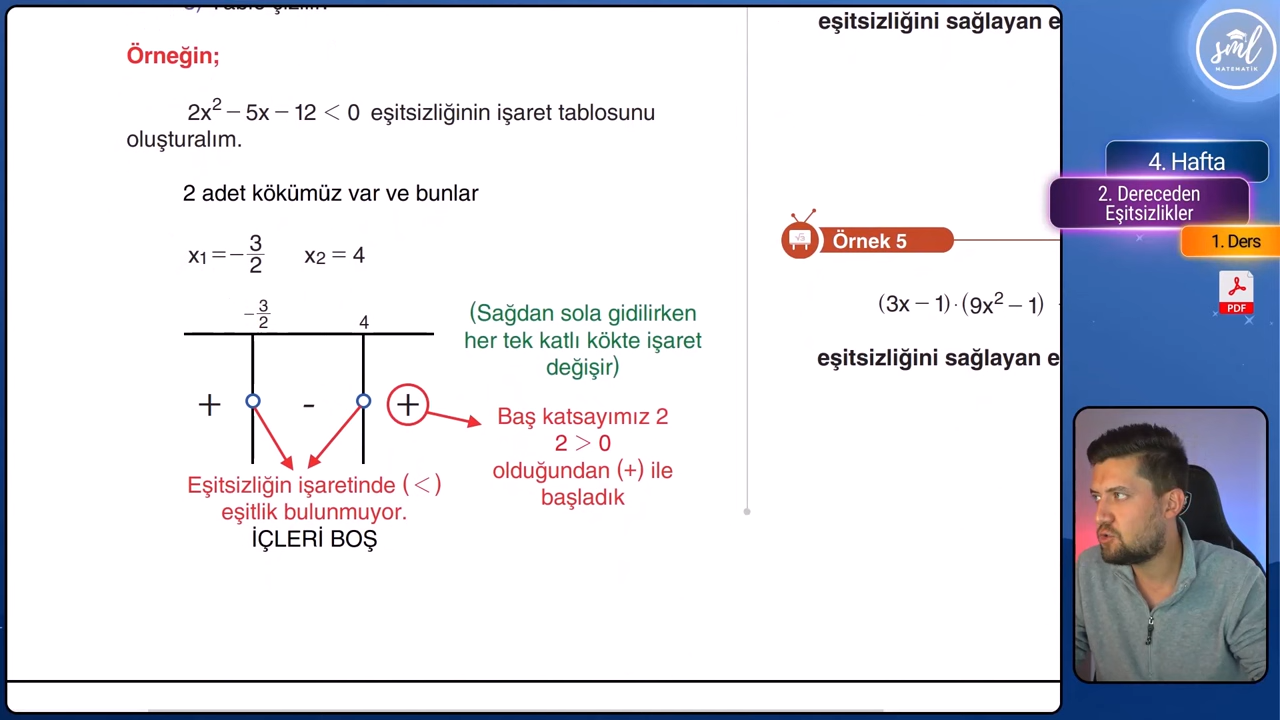 Örneğin;
2x² − 5x − 12 < 0 eşitsizliğinin işaret tablosunu
oluşturalım.
2 adet kökümüz var ve bunlar
x₁ = −3/2 x₂ = 4
−3/2 4
+ - +
(Sağdan sola gidilirken
her tek katlı kökte işaret
değişir)
Baş katsayımız 2
2 > 0
olduğundan (+) ile
başladık
Eşitsizliğin işaretinde (<)
eşitlik bulunmuyor.
İÇLERİ BOŞ
eşitsizliğini sağlayan e
√5
Örnek 5
(3x − 1) · (9x² − 1)
eşitsizliğini sağlayan e
sml
MATEMATİK
4. Hafta
2. Dereceden
Eşitsizlikler
1. Ders
PDF